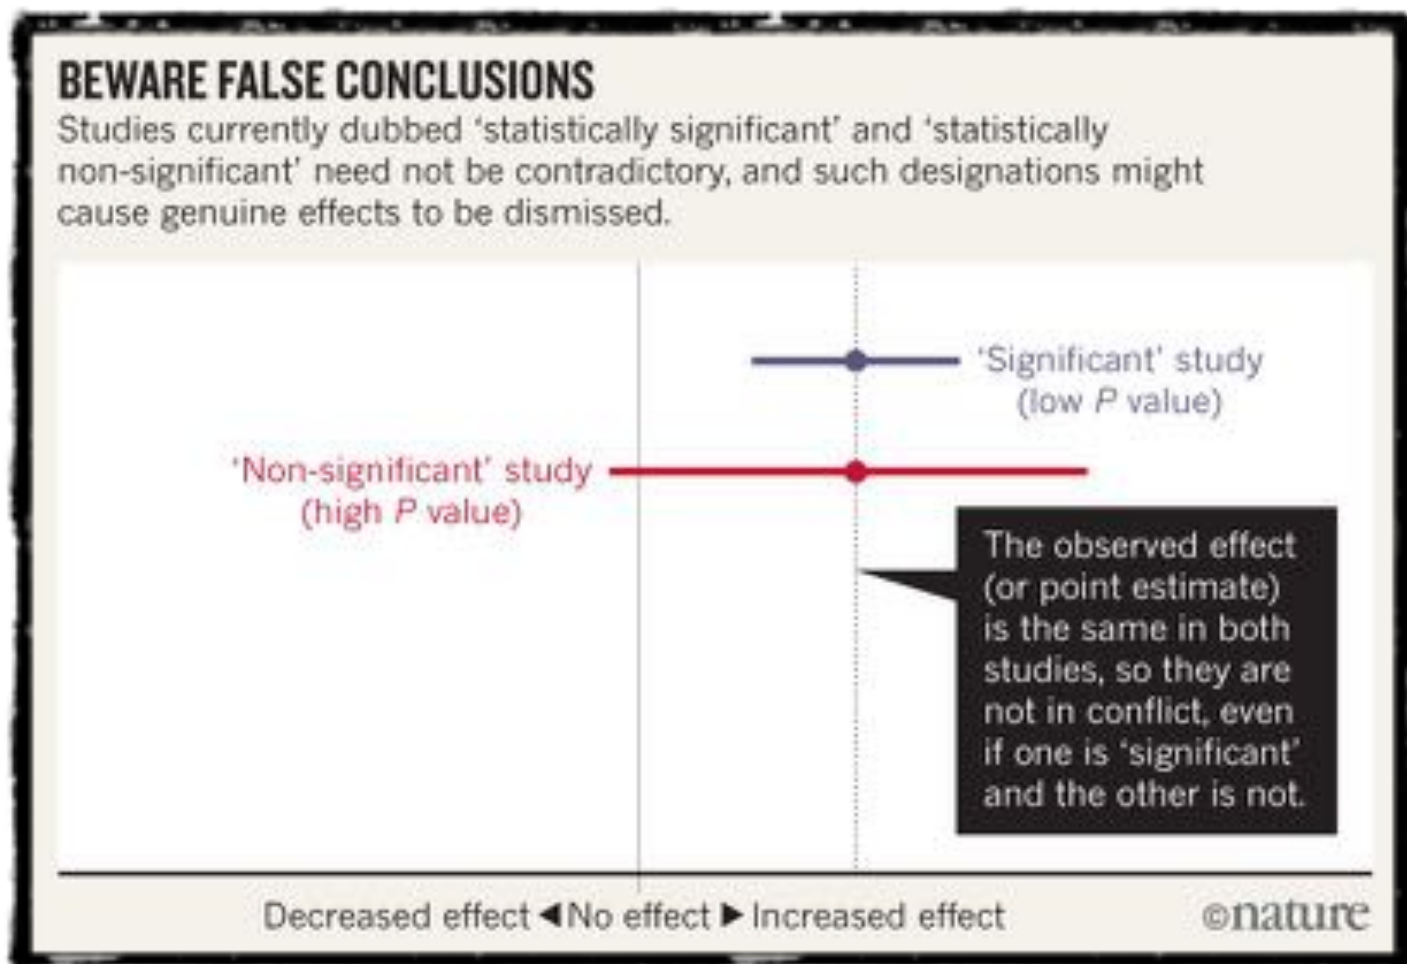 BEWARE FALSE CONCLUSIONS
Studies currently dubbed ‘statistically significant’ and ‘statistically
non-significant’ need not be contradictory, and such designations might
cause genuine effects to be dismissed.
‘Significant’ study
(low P value)
‘Non-significant’ study
(high P value)
The observed effect
(or point estimate)
is the same in both
studies, so they are
not in conflict, even
if one is ‘significant’
and the other is not.
Decreased effect ◀No effect ▶ Increased effect
©nature